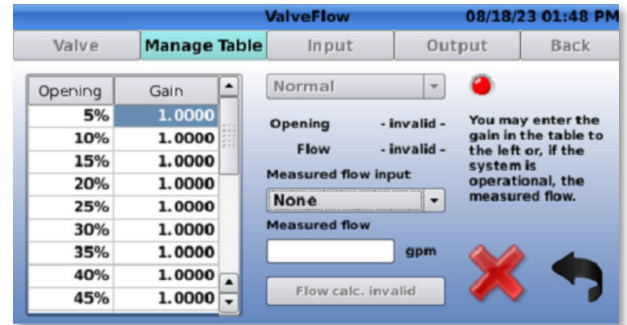 ValveFlow 08/18/23 01:48 PM
Valve Manage Table Input Output Back
Opening Gain
5% 1.0000
10% 1.0000
15% 1.0000
20% 1.0000
25% 1.0000
30% 1.0000
35% 1.0000
40% 1.0000
45% 1.0000
Normal
Opening - invalid -
Flow - invalid -
Measured flow input
None
Measured flow
gpm
Flow calc. invalid
You may enter the
gain in the table to
the left or, if the
system is
operational, the
measured flow.